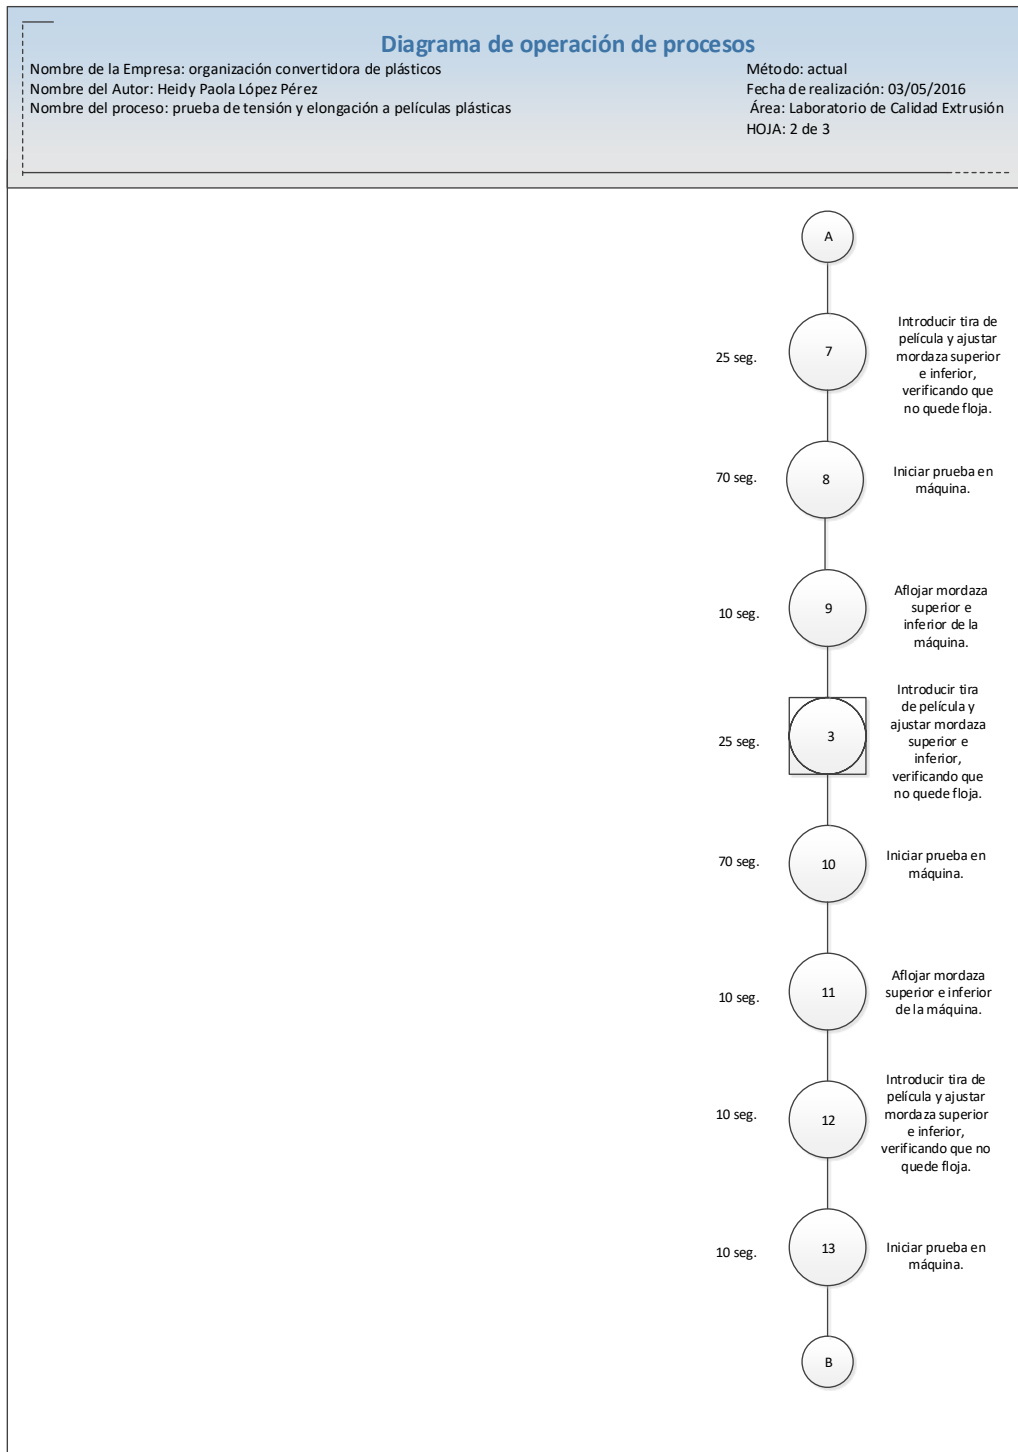 Diagrama de operación de procesos
Nombre de la Empresa: organización convertidora de plásticos
Nombre del Autor: Heidy Paola López Pérez
Nombre del proceso: prueba de tensión y elongación a películas plásticas
Método: actual
Fecha de realización: 03/05/2016
Área: Laboratorio de Calidad Extrusión
HOJA: 2 de 3
A
25 seg.
7
Introducir tira de
película y ajustar
mordaza superior
e inferior,
verificando que
no quede floja.
70 seg.
8
Iniciar prueba en
máquina.
10 seg.
9
Aflojar mordaza
superior e
inferior de la
máquina.
25 seg.
3
Introducir tira
de película y
ajustar mordaza
superior e
inferior,
verificando que
no quede floja.
70 seg.
10
Iniciar prueba en
máquina.
10 seg.
11
Aflojar mordaza
superior e inferior
de la máquina.
10 seg.
12
Introducir tira de
película y ajustar
mordaza superior
e inferior,
verificando que no
quede floja.
10 seg.
13
Iniciar prueba en
máquina.
B